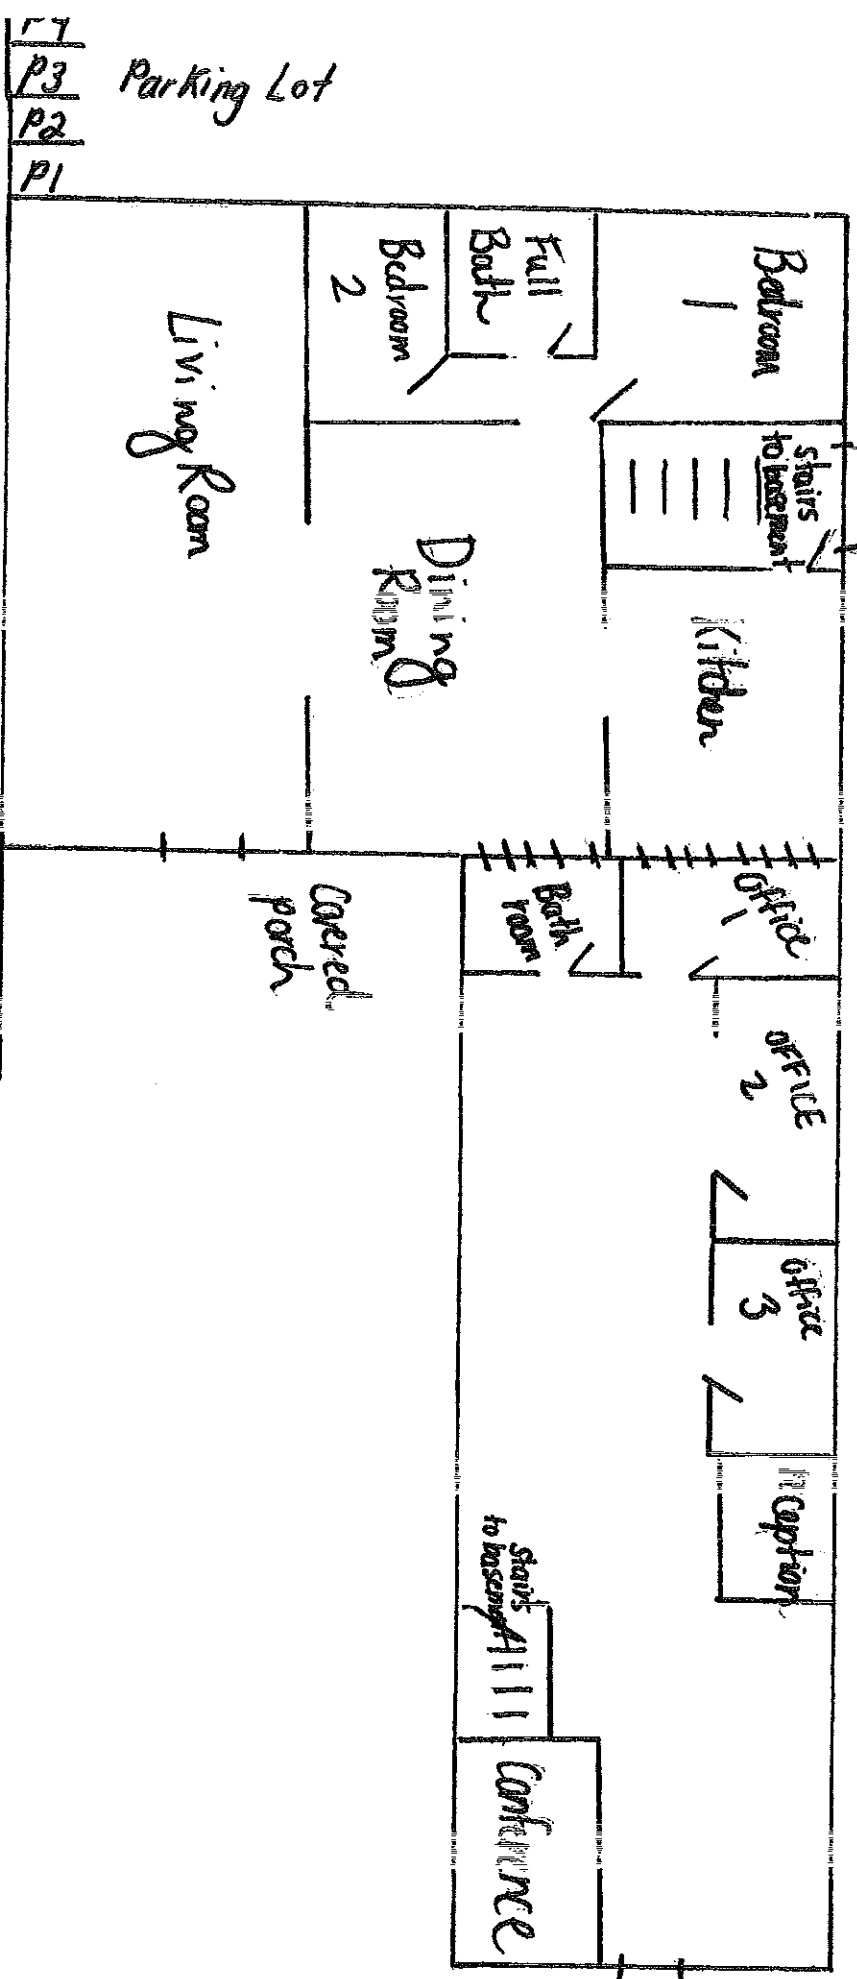 P4
P3
Parking Lot
P2
P1
Living Room
Bedroom
2
Full
Bath
Bedroom
1
stairs
to basement
Dining
Room
Kitchen
Covered
porch
Bath
room
office
1
OFFICE
2
office
3
reception
stairs
to basement
Conference